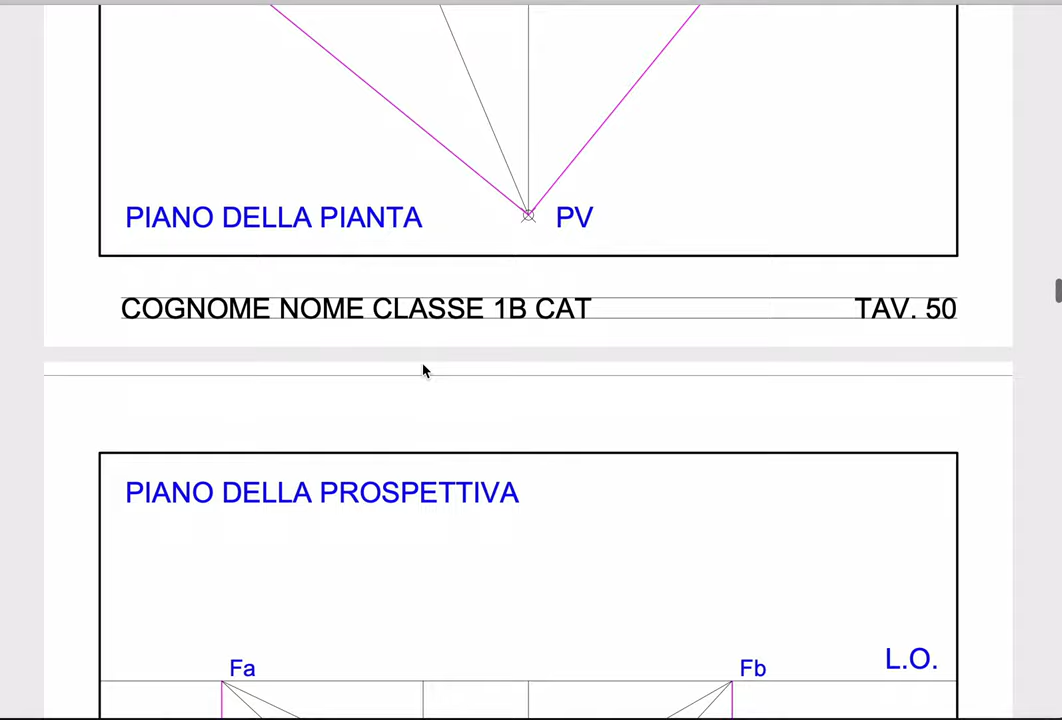 PIANO DELLA PIANTA PV
COGNOME NOME CLASSE 1B CAT TAV. 50
PIANO DELLA PROSPETTIVA
Fa Fb L.O.